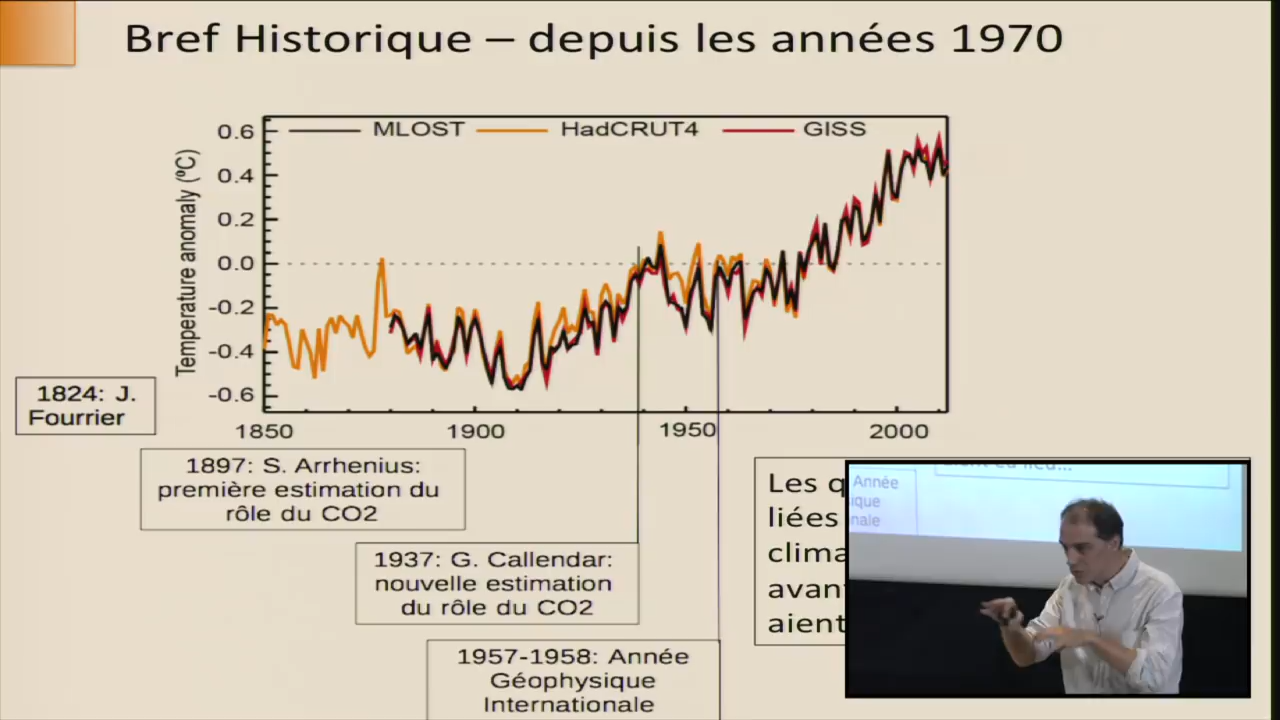 Bref Historique – depuis les années 1970
MLOST
HadCRUT4
GISS
Temperature anomaly (ºC)
0.6
0.4
0.2
0.0
-0.2
-0.4
-0.6
1850
1900
1950
2000
1824: J.
Fourrier
1897: S. Arrhenius:
première estimation du
rôle du CO2
1937: G. Callendar:
nouvelle estimation
du rôle du CO2
1957-1958: Année
Géophysique
Internationale
Les
liées
aient
Année